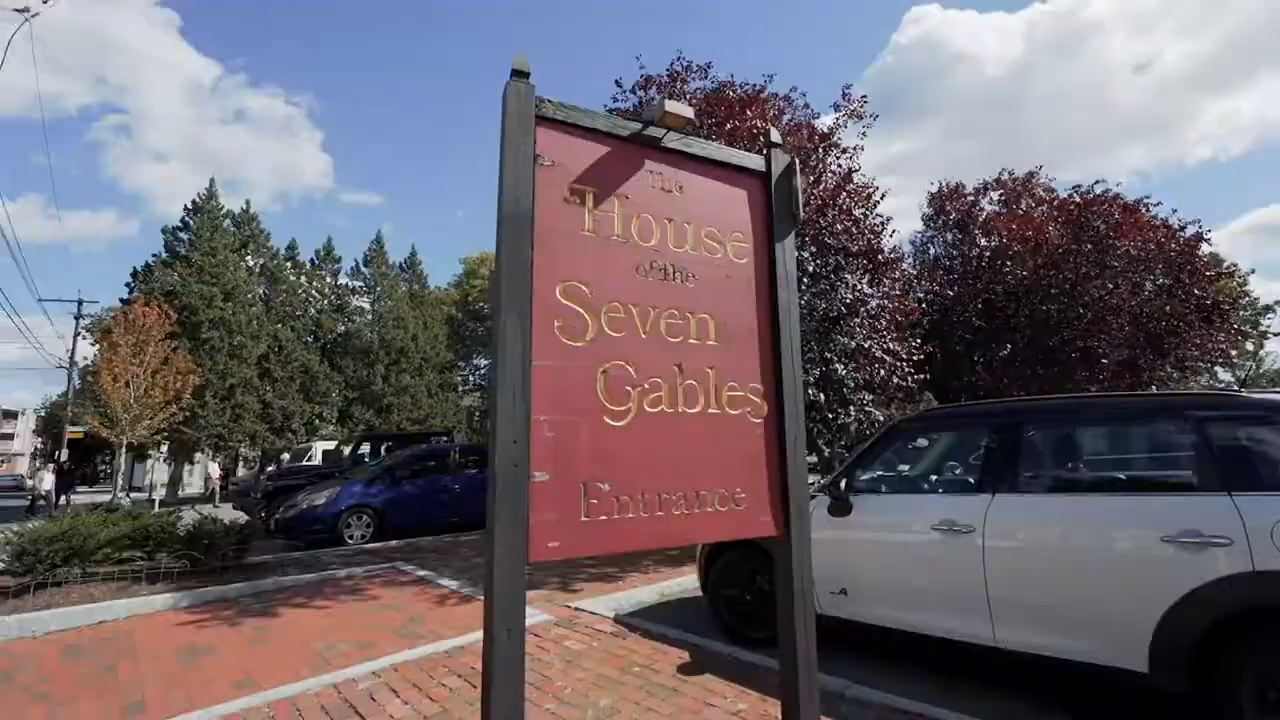 The
House
of the
Seven
Gables
Entrance